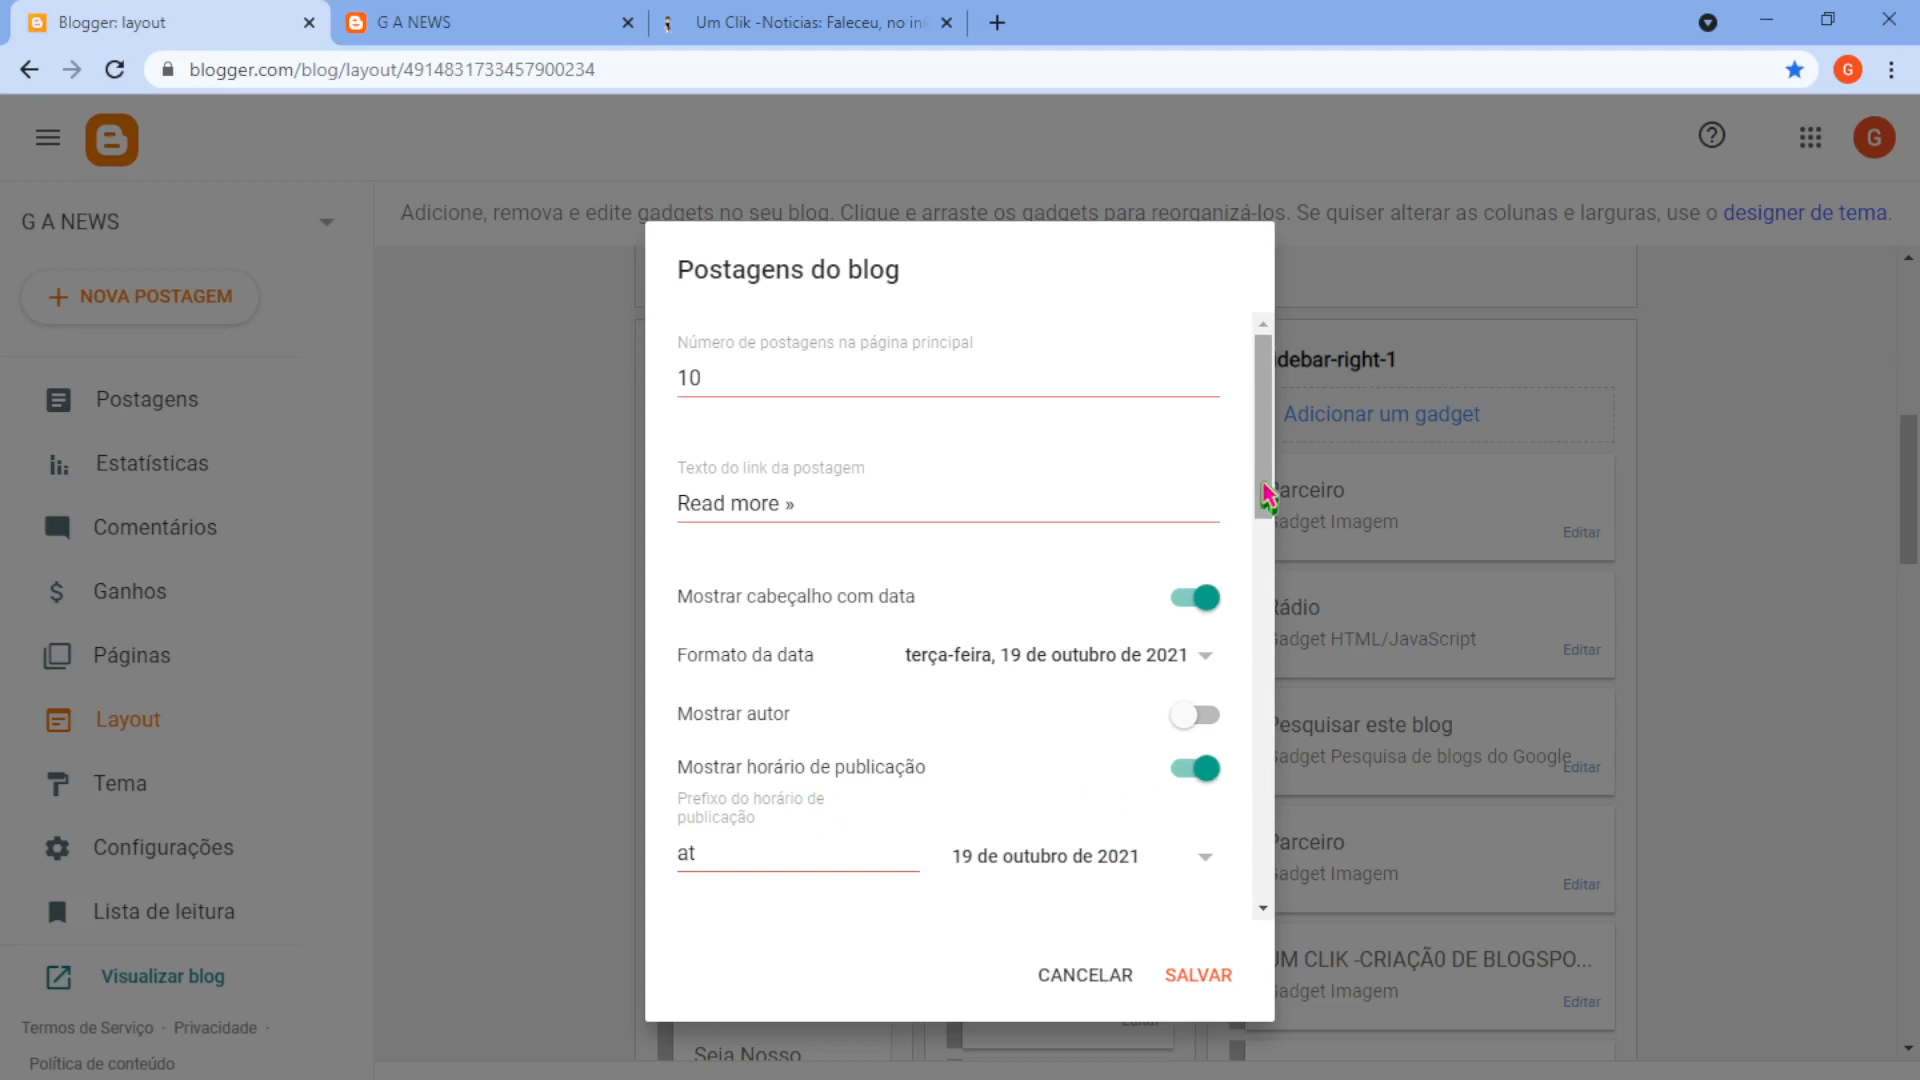 Blogger: layout
G A NEWS
Um Clik -Noticias: Faleceu, no in
blogger.com/blog/layout/4914831733457900234
G
G
G A NEWS
Adicione, remova e edite gadgets no seu blog. Clique e arraste os gadgets para reorganizá-los. Se quiser alterar as colunas e larguras, use o designer de tema.
NOVA POSTAGEM
Postagens
Estatísticas
Comentários
Ganhos
Páginas
Layout
Tema
Configurações
Lista de leitura
Visualizar blog
Termos de Serviço · Privacidade ·
Política de conteúdo
Postagens do blog
Número de postagens na página principal
10
Texto do link da postagem
Read more »
Mostrar cabeçalho com data
Formato da data terça-feira, 19 de outubro de 2021
Mostrar autor
Mostrar horário de publicação
Prefixo do horário de
publicação
at 19 de outubro de 2021
CANCELAR SALVAR
debar-right-1
Adicionar um gadget
arceiro
adget Imagem
Editar
Rádio
adget HTML/JavaScript
Editar
Pesquisar este blog
adget Pesquisa de blogs do Google
Editar
Parceiro
adget Imagem
Editar
UM CLIK -CRIAÇÃ0 DE BLOGSPO...
adget Imagem
Editar
Editar
Seja Nosso